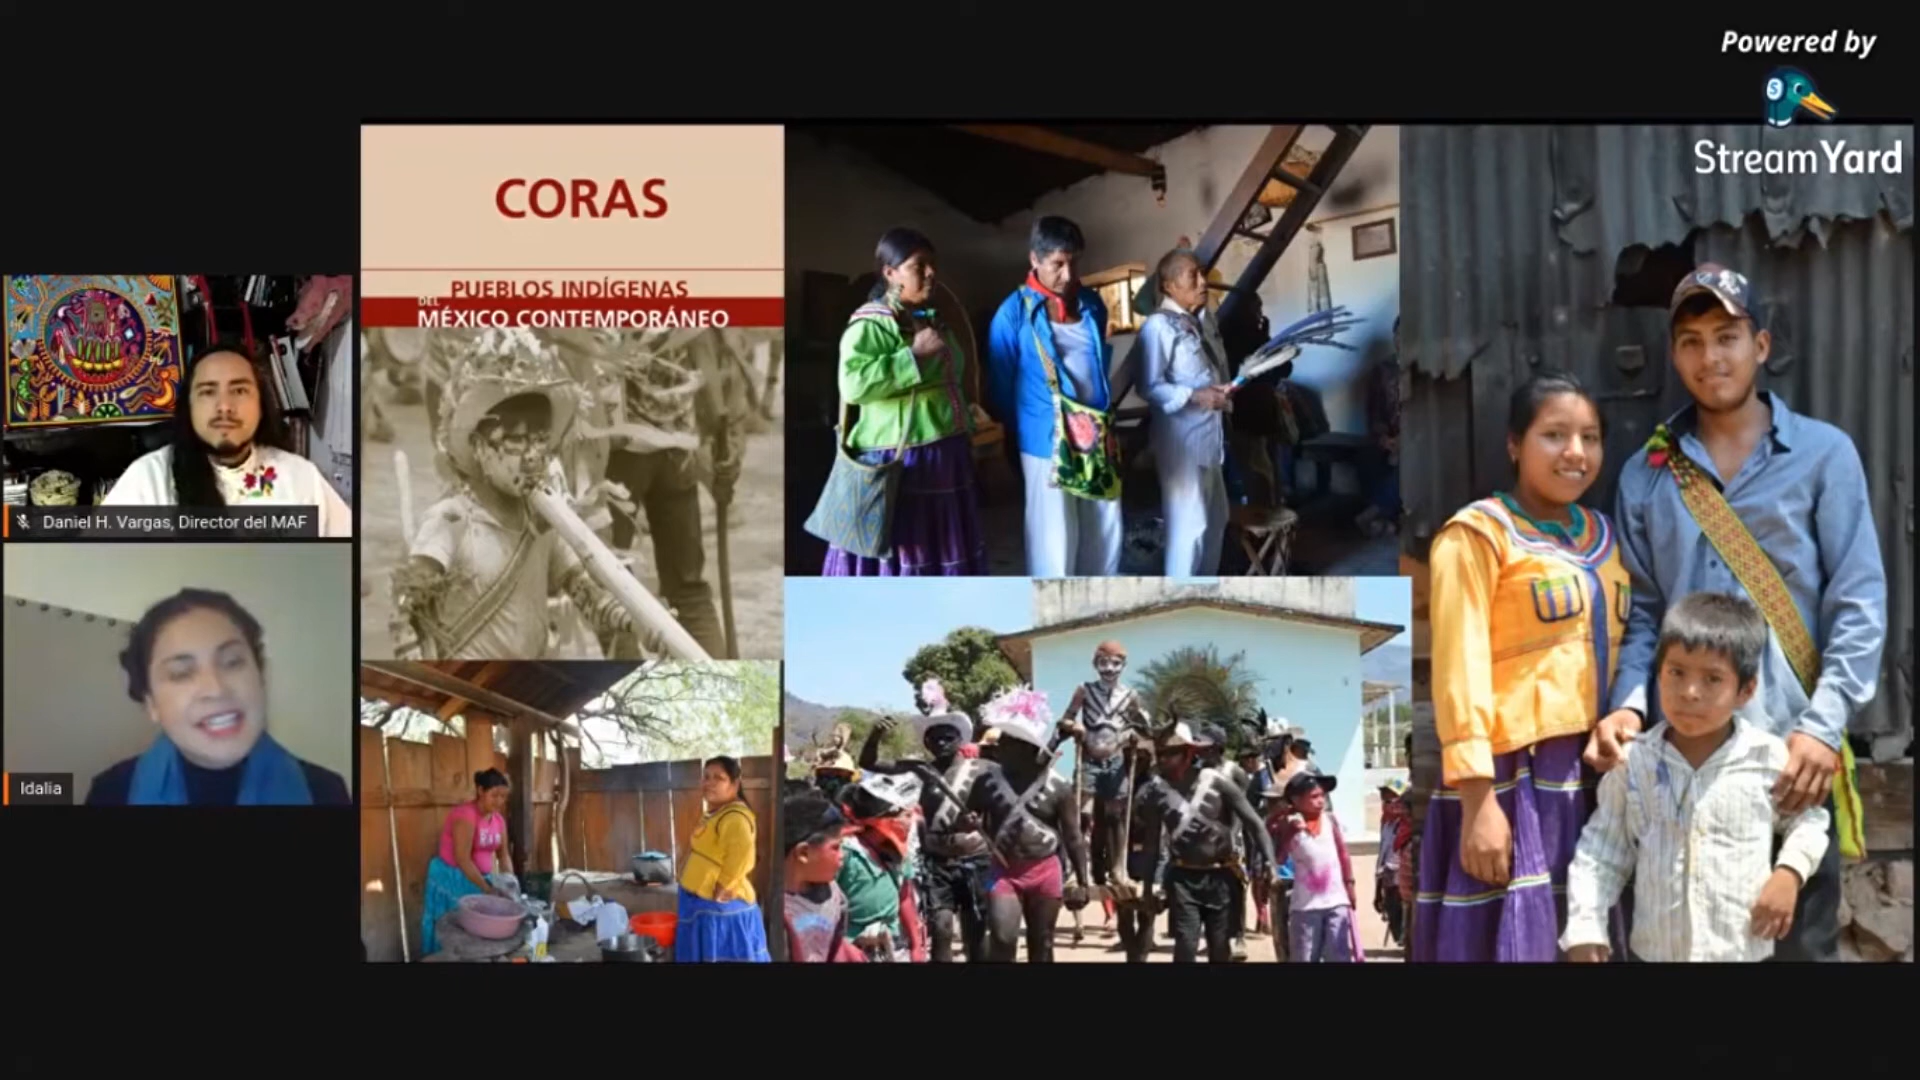 Powered by
StreamYard
CORAS
PUEBLOS INDÍGENAS
DEL
MÉXICO CONTEMPORÁNEO
Daniel H. Vargas, Director del MAF
Idalia